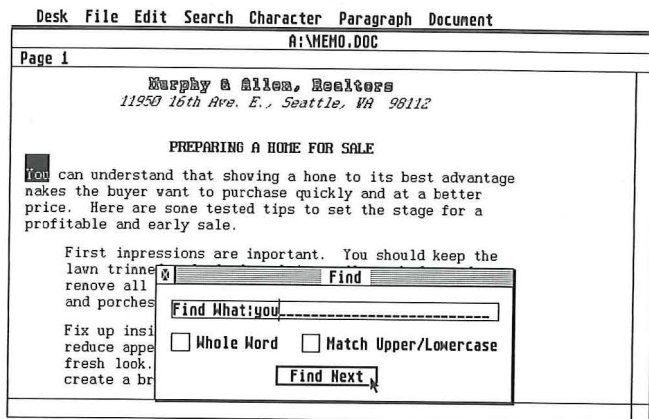 Desk File Edit Search Character Paragraph Document
A:\MEMO.DOC
Page 1
Murphy & Allen, Realtors
11950 16th Ave. E., Seattle, WA 98112
PREPARING A HOME FOR SALE
You can understand that showing a home to its best advantage
makes the buyer want to purchase quickly and at a better
price. Here are some tested tips to set the stage for a
profitable and early sale.
First impressions are important. You should keep the
lawn trimme
remove all
and porches
Fix up insi
reduce appe
fresh look.
create a br
Find
Find What:you
Whole Word
Match Upper/Lowercase
Find Next